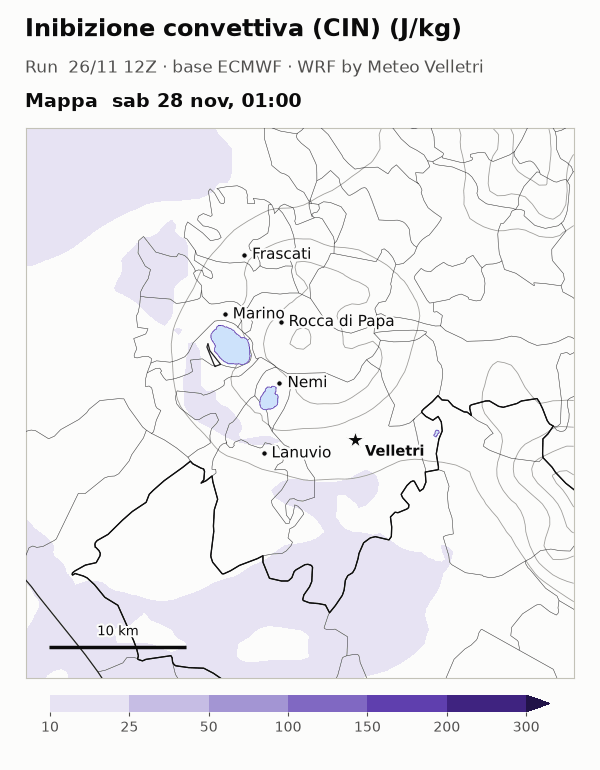 Inibizione convettiva (CIN) (J/kg)
Run  26/11 12Z · base ECMWF · WRF by Meteo Velletri
Mappa  sab 28 nov, 01:00
Frascati
Marino
Rocca di Papa
Nemi
Velletri
Lanuvio
10 km
10 25 50 100 150 200 300